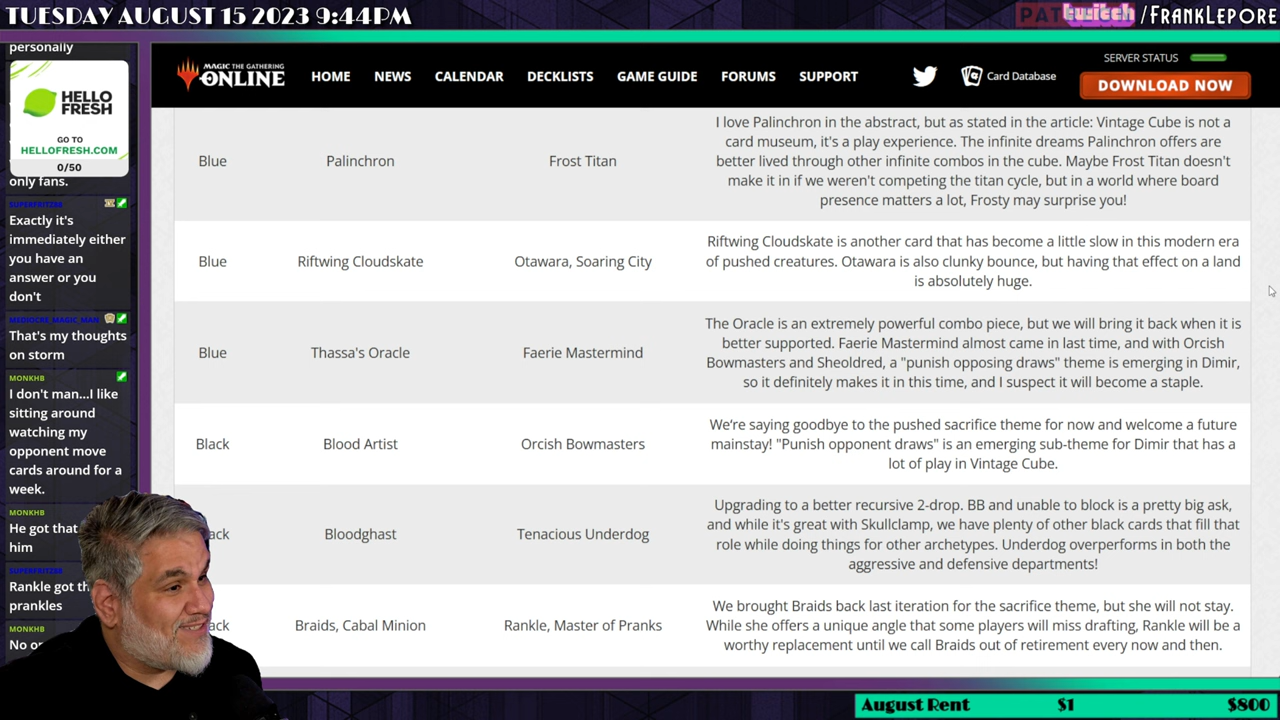 TUESDAY AUGUST 15 2023 9:44PM
twitch /FRANKLEPORE
personally
HELLO
FRESH
GO TO
HELLOFRESH.COM
0/50
only fans.
SUPERFRITZ88
Exactly it's
immediately either
you have an
answer or you
don't
MEDIOCRE_MAGIC_MAN
That's my thoughts
on storm
MONKHB
I don't man...I like
sitting around
watching my
opponent move
cards around for a
week.
MONKHB
He got that
him
SUPERFRITZ88
Rankle got th
prankles
MONKHB
MAGIC THE GATHERING
ONLINE
HOME
NEWS
CALENDAR
DECKLISTS
GAME GUIDE
FORUMS
SUPPORT
Card Database
SERVER STATUS
DOWNLOAD NOW
Blue
Palinchron
Frost Titan
I love Palinchron in the abstract, but as stated in the article: Vintage Cube is not a
card museum, it's a play experience. The infinite dreams Palinchron offers are
better lived through other infinite combos in the cube. Maybe Frost Titan doesn't
make it in if we weren't competing the titan cycle, but in a world where board
presence matters a lot, Frosty may surprise you!
Blue
Riftwing Cloudskate
Otawara, Soaring City
Riftwing Cloudskate is another card that has become a little slow in this modern era
of pushed creatures. Otawara is also clunky bounce, but having that effect on a land
is absolutely huge.
Blue
Thassa's Oracle
Faerie Mastermind
The Oracle is an extremely powerful combo piece, but we will bring it back when it is
better supported. Faerie Mastermind almost came in last time, and with Orcish
Bowmasters and Sheoldred, a "punish opposing draws" theme is emerging in Dimir,
so it definitely makes it in this time, and I suspect it will become a staple.
Black
Blood Artist
Orcish Bowmasters
We're saying goodbye to the pushed sacrifice theme for now and welcome a future
mainstay! "Punish opponent draws" is an emerging sub-theme for Dimir that has a
lot of play in Vintage Cube.
ack
Bloodghast
Tenacious Underdog
Upgrading to a better recursive 2-drop. BB and unable to block is a pretty big ask,
and while it's great with Skullclamp, we have plenty of other black cards that fill that
role while doing things for other archetypes. Underdog overperforms in both the
aggressive and defensive departments!
ack
Braids, Cabal Minion
Rankle, Master of Pranks
We brought Braids back last iteration for the sacrifice theme, but she will not stay.
While she offers a unique angle that some players will miss drafting, Rankle will be a
worthy replacement until we call Braids out of retirement every now and then.
August Rent $1 $800